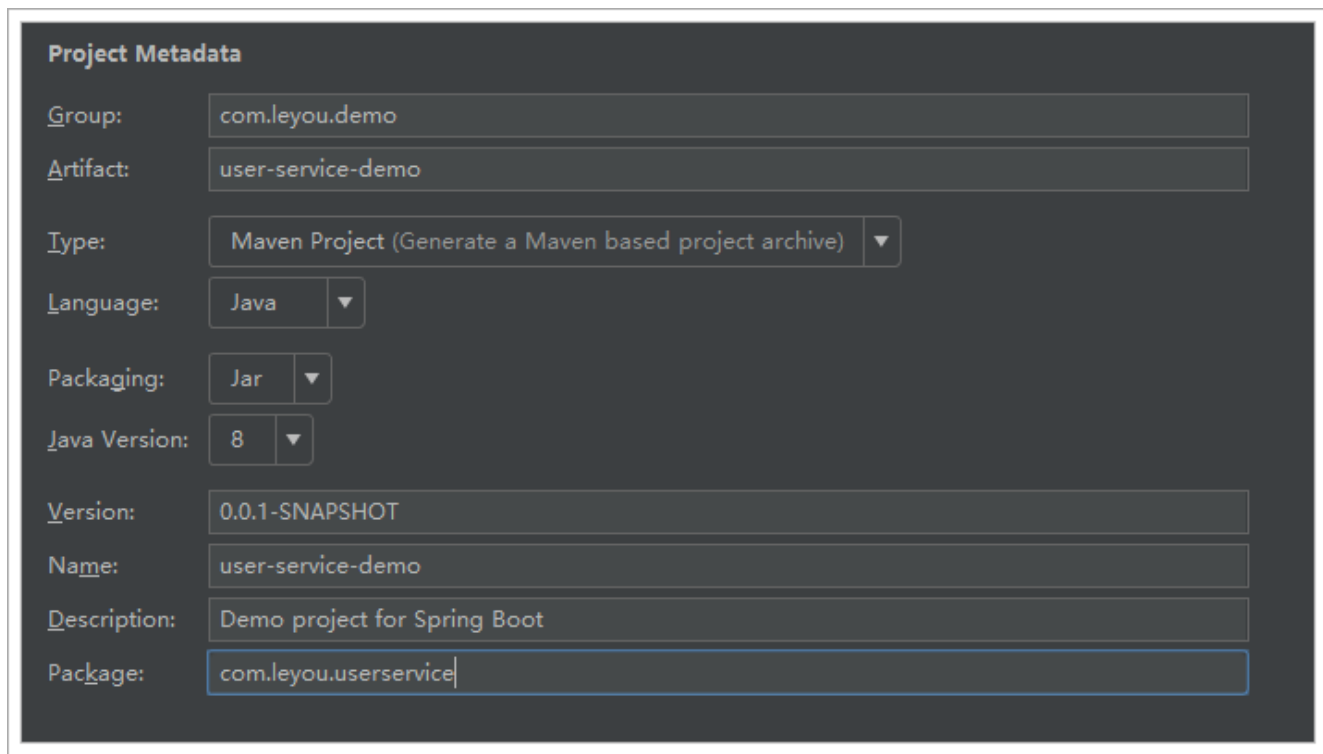 Project Metadata
Group: com.leyou.demo
Artifact: user-service-demo
Type: Maven Project (Generate a Maven based project archive)
Language: Java
Packaging: Jar
Java Version: 8
Version: 0.0.1-SNAPSHOT
Name: user-service-demo
Description: Demo project for Spring Boot
Package: com.leyou.userservice